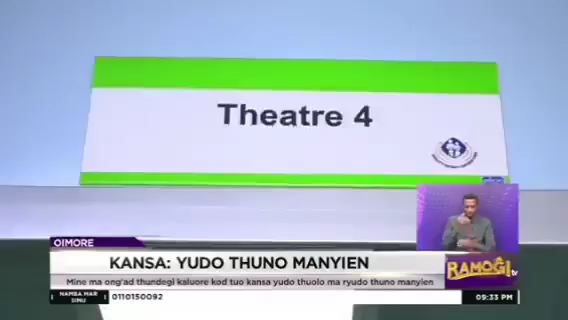 Theatre 4
OIMORE
KANSA: YUDO THUNO MANYIEN
Mine ma ong'ad thundegi kaluore kod tuo kansa yudo thuolo ma ryudo thuno manyien
RAMOGI tv
NAMBA MAR
SIMU
0110150092
09:33 PM